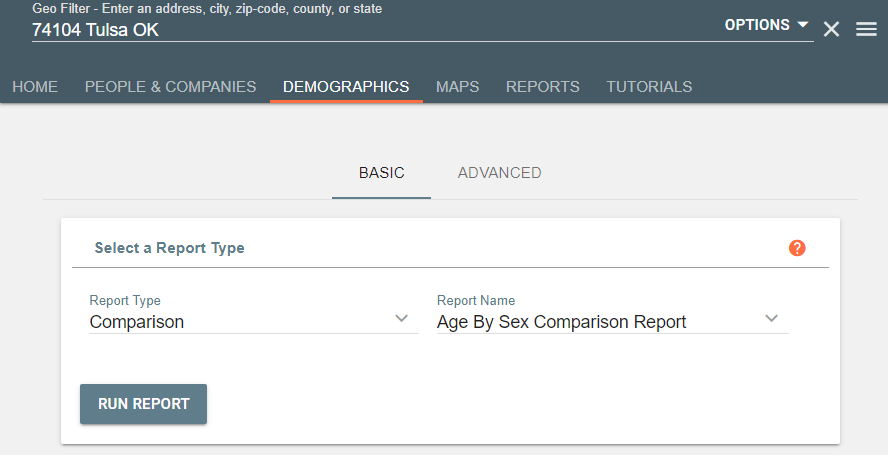 Geo Filter - Enter an address, city, zip-code, county, or state
74104 Tulsa OK
OPTIONS
HOME PEOPLE & COMPANIES DEMOGRAPHICS MAPS REPORTS TUTORIALS
BASIC ADVANCED
Select a Report Type ?
Report Type Report Name
Comparison Age By Sex Comparison Report
RUN REPORT